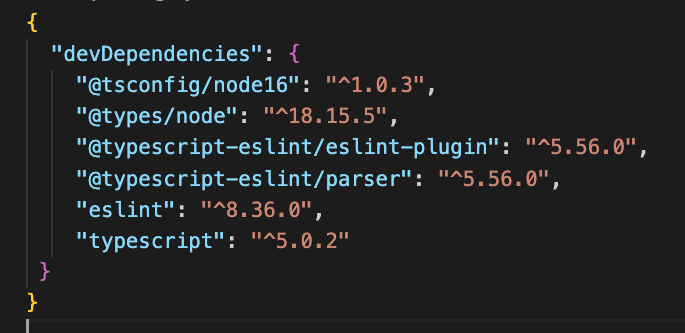 {
"devDependencies": {
"@tsconfig/node16": "^1.0.3",
"@types/node": "^18.15.5",
"@typescript-eslint/eslint-plugin": "^5.56.0",
"@typescript-eslint/parser": "^5.56.0",
"eslint": "^8.36.0",
"typescript": "^5.0.2"
}
}